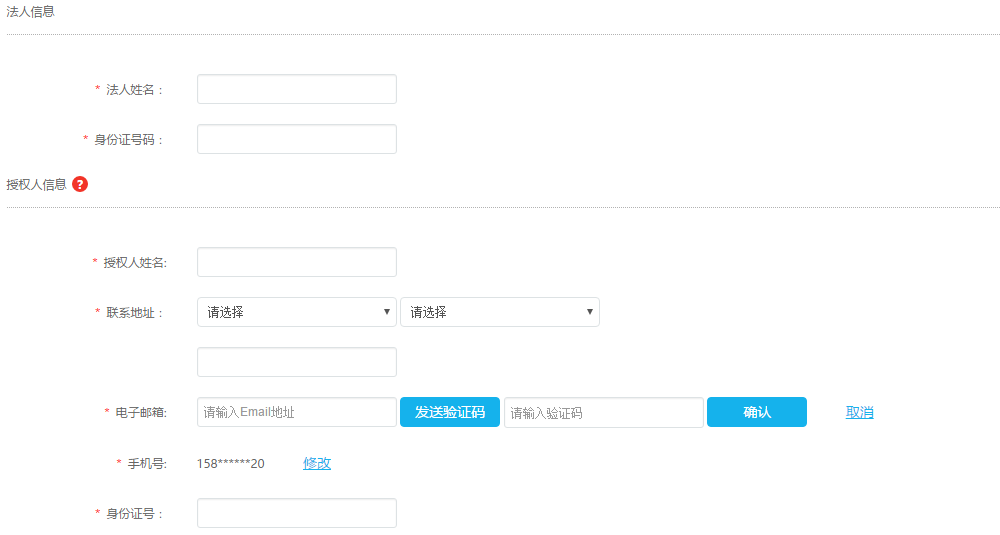 法人信息
* 法人姓名：
* 身份证号码：
授权人信息 ?
* 授权人姓名:
* 联系地址： 请选择 请选择
* 电子邮箱: 请输入Email地址 发送验证码 请输入验证码 确认 取消
* 手机号: 158******20 修改
* 身份证号：